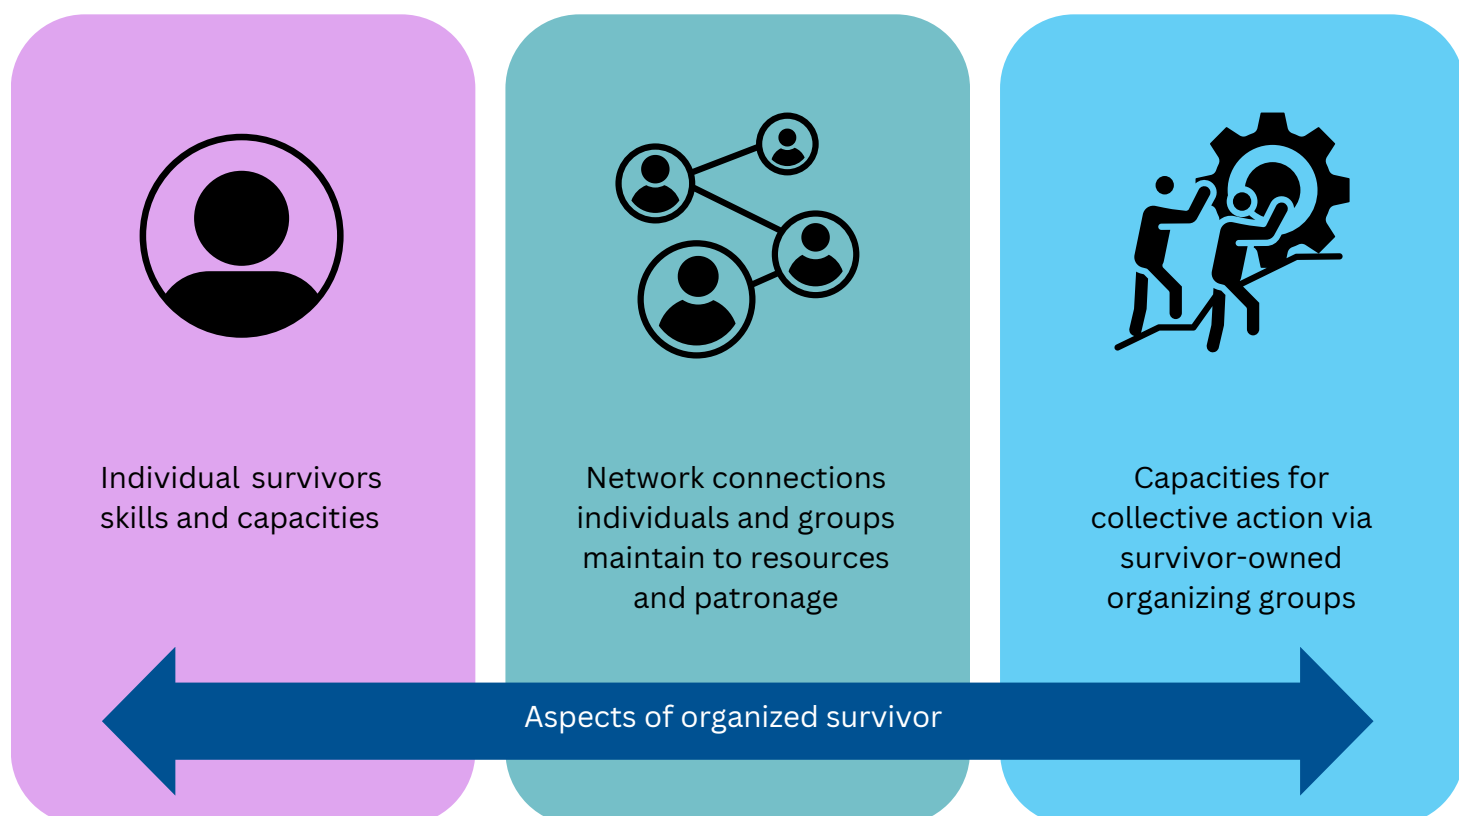 Individual survivors
skills and capacities
Network connections
individuals and groups
maintain to resources
and patronage
Capacities for
collective action via
survivor-owned
organizing groups
Aspects of organized survivor